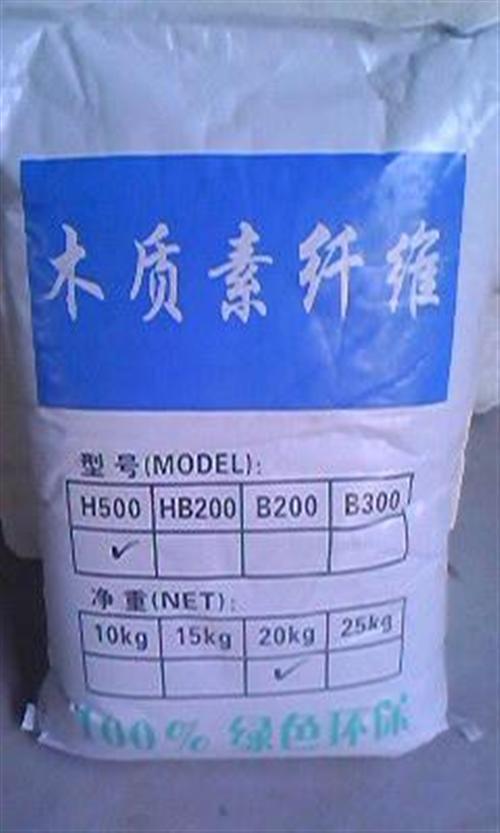 木质素纤维
型号(MODEL):
H500 HB200 B200 B300
✓
净重(NET):
10kg 15kg 20kg 25kg
✓
100% 绿色环保